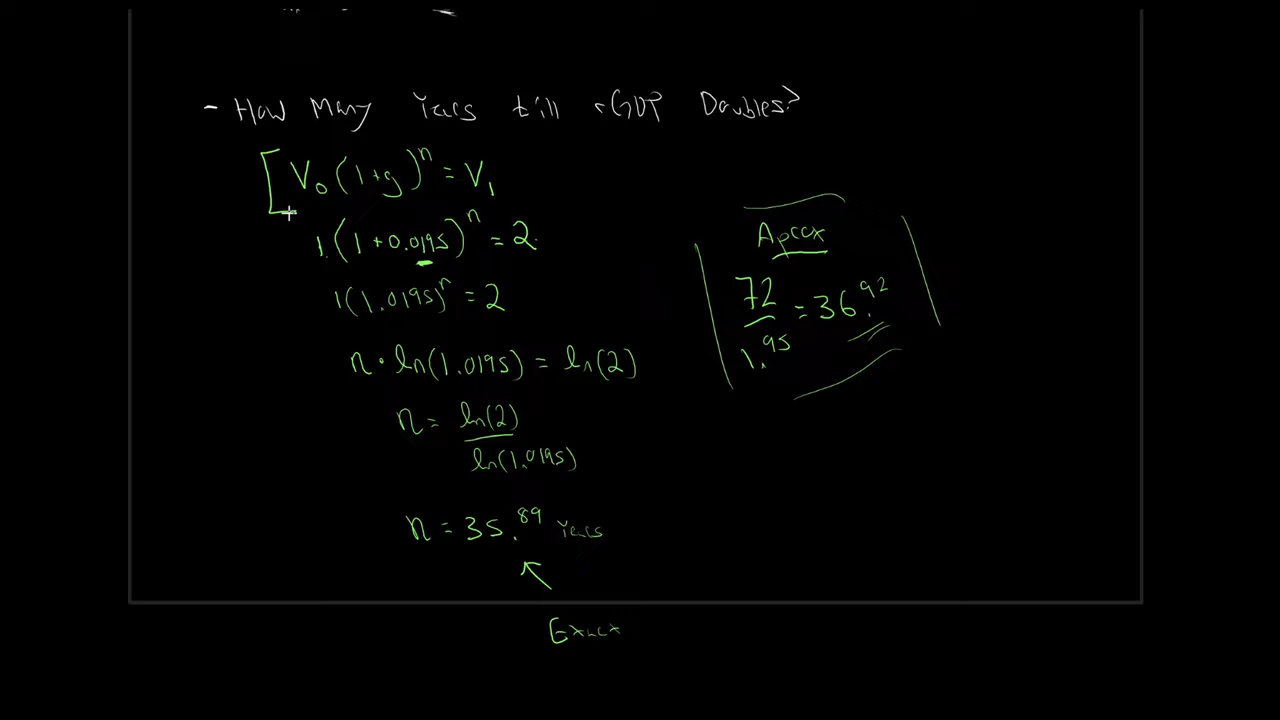 - How Many Years till rGDP Doubles?
V₀(1+g)ⁿ = V₁
1.(1+0.0195)ⁿ = 2
1(1.0195)ⁿ = 2
n · ln(1.0195) = ln(2)
n = ln(2) / ln(1.0195)
n = 35.89 Years
Exact
Approx
72 / 1.95 = 36.92